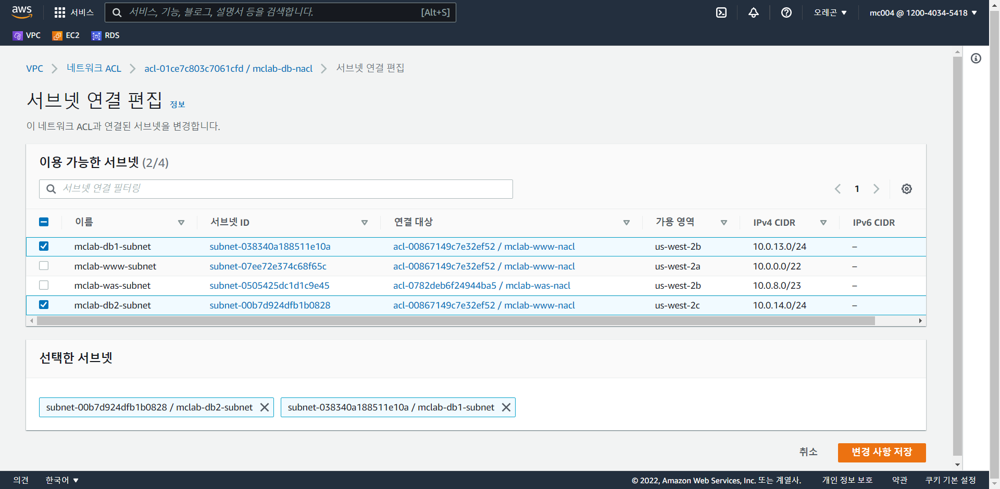 aws
서비스
서비스, 기능, 블로그, 설명서 등을 검색합니다.
[Alt+S]
오레곤 ▼
mc004 @ 1200-4034-5418 ▼
VPC
EC2
RDS
VPC > 네트워크 ACL > acl-01ce7c803c7061cfd / mclab-db-nacl > 서브넷 연결 편집
서브넷 연결 편집 정보
이 네트워크 ACL과 연결된 서브넷을 변경합니다.
이용 가능한 서브넷 (2/4)
서브넷 연결 필터링
1
이름 서브넷 ID 연결 대상 가용 영역 IPv4 CIDR IPv6 CIDR
mclab-db1-subnet subnet-038340a188511e10a acl-00867149c7e32ef52 / mclab-www-nacl us-west-2b 10.0.13.0/24 –
mclab-www-subnet subnet-07ee72e374c68f65c acl-00867149c7e32ef52 / mclab-www-nacl us-west-2a 10.0.0.0/22 –
mclab-was-subnet subnet-0505425dc1d1c9e45 acl-0782deb6f24944ba5 / mclab-was-nacl us-west-2b 10.0.8.0/23 –
mclab-db2-subnet subnet-00b7d924dfb1b0828 acl-00867149c7e32ef52 / mclab-www-nacl us-west-2c 10.0.14.0/24 –
선택한 서브넷
subnet-00b7d924dfb1b0828 / mclab-db2-subnet
subnet-038340a188511e10a / mclab-db1-subnet
취소
변경 사항 저장
의견
한국어 ▼
© 2022, Amazon Web Services, Inc. 또는 계열사.
개인 정보 보호
약관
쿠키 기본 설정